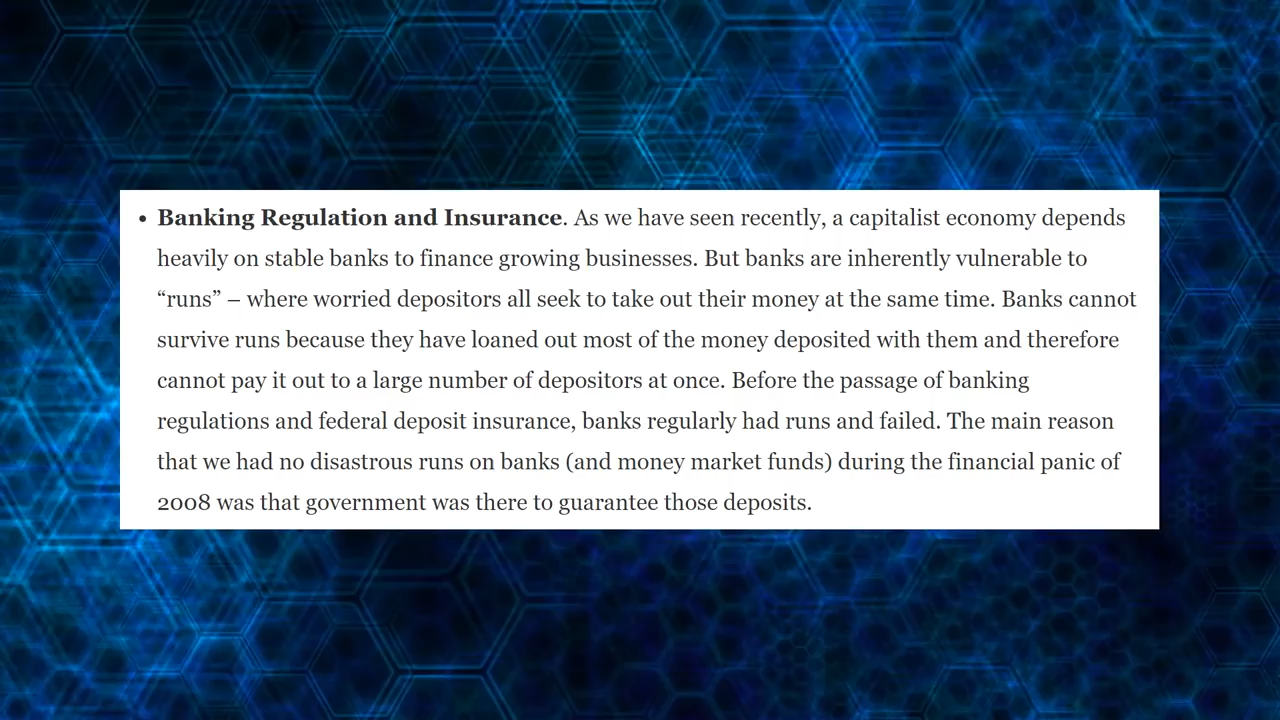 • Banking Regulation and Insurance. As we have seen recently, a capitalist economy depends
heavily on stable banks to finance growing businesses. But banks are inherently vulnerable to
“runs” – where worried depositors all seek to take out their money at the same time. Banks cannot
survive runs because they have loaned out most of the money deposited with them and therefore
cannot pay it out to a large number of depositors at once. Before the passage of banking
regulations and federal deposit insurance, banks regularly had runs and failed. The main reason
that we had no disastrous runs on banks (and money market funds) during the financial panic of
2008 was that government was there to guarantee those deposits.